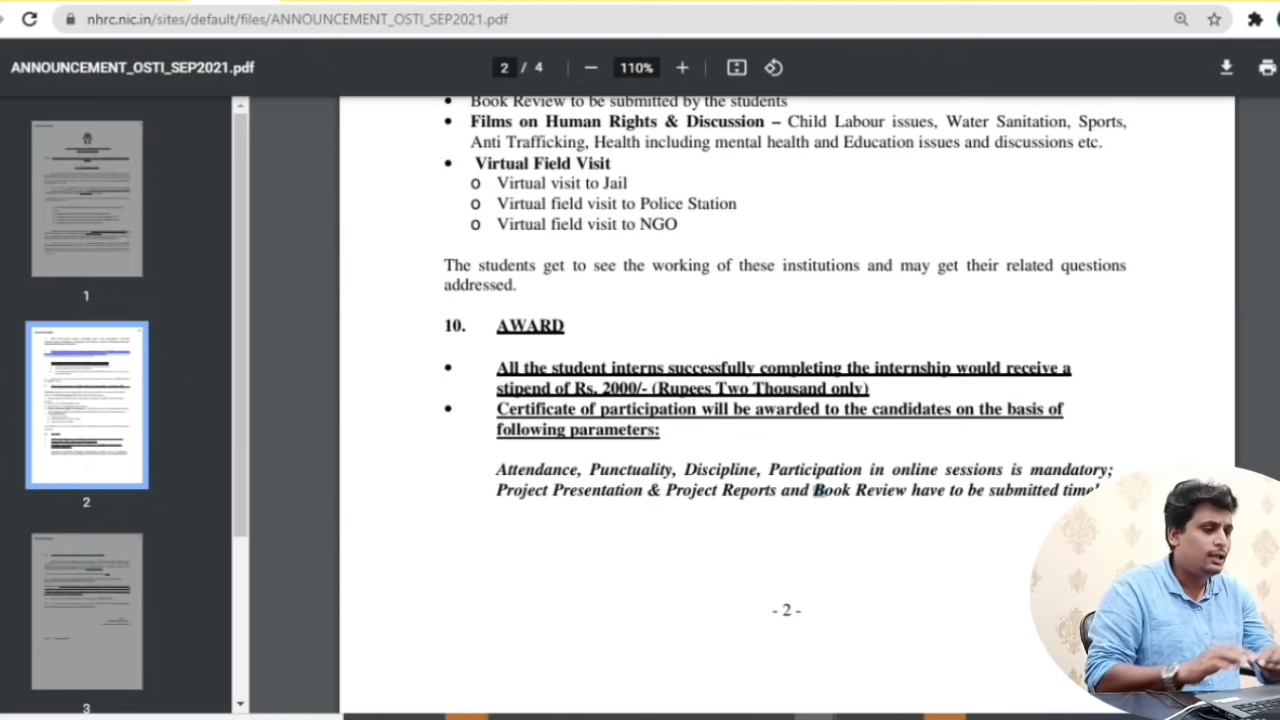 nhrc.nic.in/sites/default/files/ANNOUNCEMENT_OSTI_SEP2021.pdf
ANNOUNCEMENT_OSTI_SEP2021.pdf
2 / 4
110%
• Book Review to be submitted by the students
• Films on Human Rights & Discussion – Child Labour issues, Water Sanitation, Sports,
Anti Trafficking, Health including mental health and Education issues and discussions etc.
• Virtual Field Visit
o Virtual visit to Jail
o Virtual field visit to Police Station
o Virtual field visit to NGO
The students get to see the working of these institutions and may get their related questions
addressed.
10. AWARD
• All the student interns successfully completing the internship would receive a
stipend of Rs. 2000/- (Rupees Two Thousand only)
• Certificate of participation will be awarded to the candidates on the basis of
following parameters:
Attendance, Punctuality, Discipline, Participation in online sessions is mandatory;
Project Presentation & Project Reports and Book Review have to be submitted
- 2 -
1
2
3